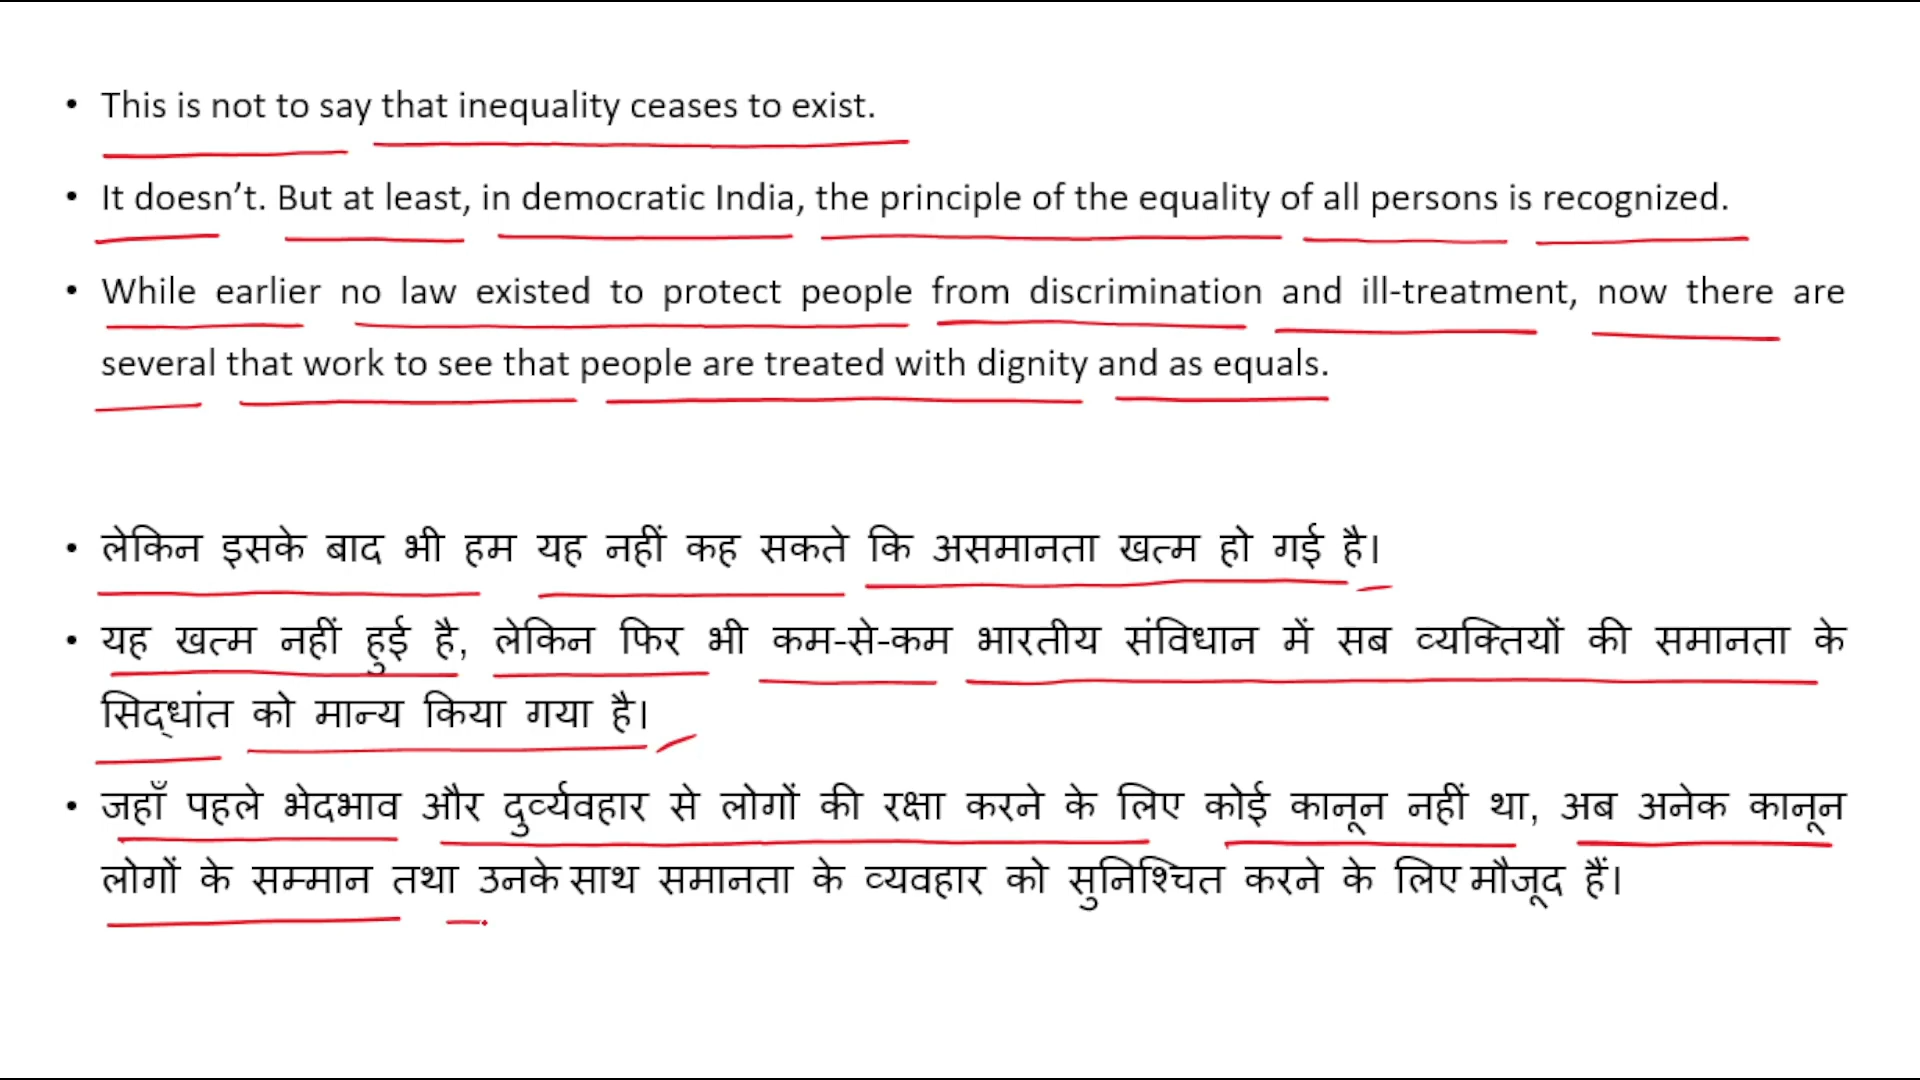 • This is not to say that inequality ceases to exist.
• It doesn’t. But at least, in democratic India, the principle of the equality of all persons is recognized.
• While earlier no law existed to protect people from discrimination and ill-treatment, now there are
several that work to see that people are treated with dignity and as equals.
• लेकिन इसके बाद भी हम यह नहीं कह सकते कि असमानता खत्म हो गई है।
• यह खत्म नहीं हुई है, लेकिन फिर भी कम-से-कम भारतीय संविधान में सब व्यक्तियों की समानता के
सिद्धांत को मान्य किया गया है।
• जहाँ पहले भेदभाव और दुर्व्यवहार से लोगों की रक्षा करने के लिए कोई कानून नहीं था, अब अनेक कानून
लोगों के सम्मान तथा उनके साथ समानता के व्यवहार को सुनिश्चित करने के लिए मौजूद हैं।